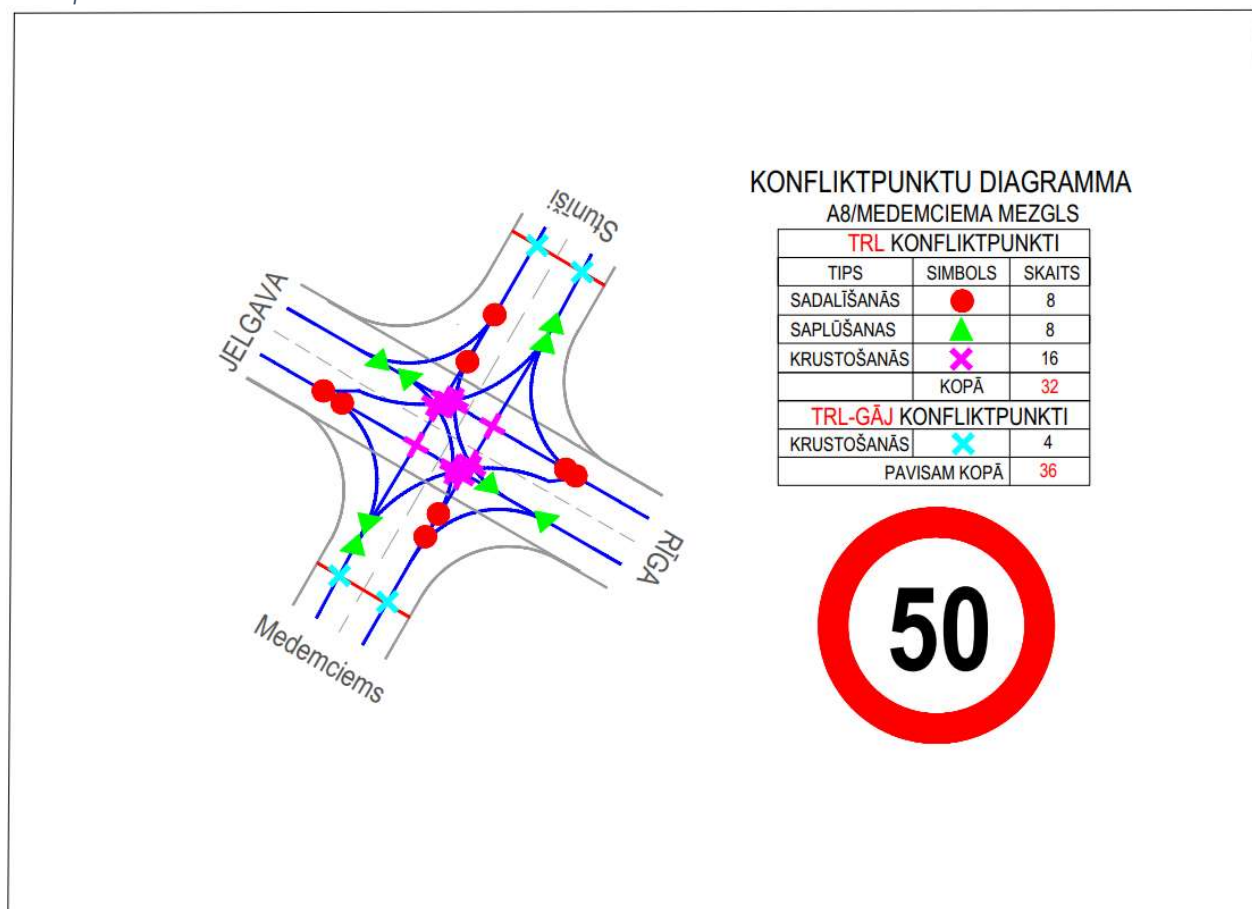 KONFLIKTPUNKTU DIAGRAMMA
A8/MEDEMCIEMA MEZGLS
TRL KONFLIKTPUNKTI
TIPS SIMBOLS SKAITS
SADALĪŠANĀS 8
SAPLŪŠANAS 8
KRUSTOŠANĀS 16
KOPĀ 32
TRL-GĀJ KONFLIKTPUNKTI
KRUSTOŠANĀS 4
PAVISAM KOPĀ 36
50
Stunīši
JELGAVA
RĪGA
Medemciems